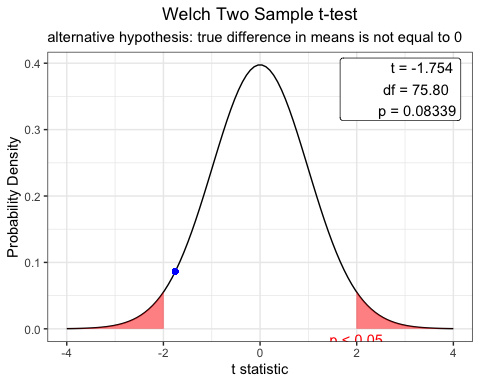 Welch Two Sample t-test
alternative hypothesis: true difference in means is not equal to 0
t = -1.754
df = 75.80
p = 0.08339
Probability Density
0.4
0.3
0.2
0.1
0.0
p < 0.05
-4
-2
0
2
4
t statistic